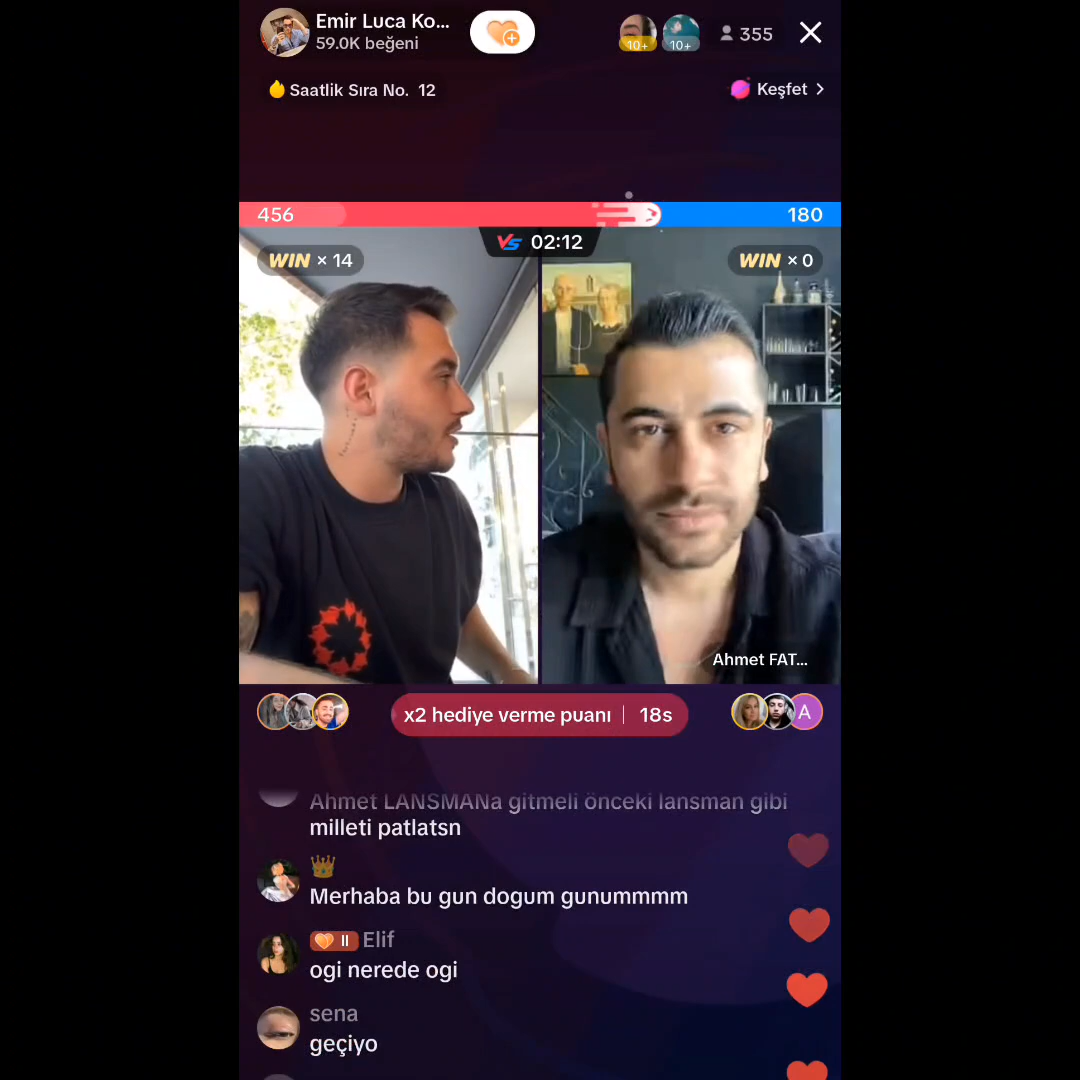 Emir Luca Ko...
59.0K beğeni
10+
10+
355
Saatlik Sıra No. 12
Keşfet
456
180
VS 02:12
WIN × 14
WIN × 0
Ahmet FAT...
x2 hediye verme puanı 18s
A
Ahmet LANSMANa gitmeli önceki lansman gibi
milleti patlatsn
Merhaba bu gun dogum gunummmm
II Elif
ogi nerede ogi
sena
geçiyo